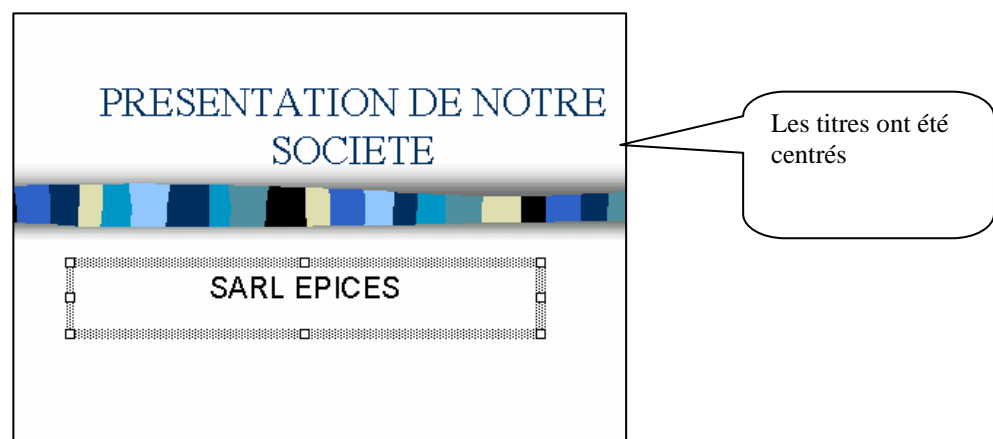 PRESENTATION DE NOTRE
SOCIETE
Les titres ont été
centrés
SARL EPICES